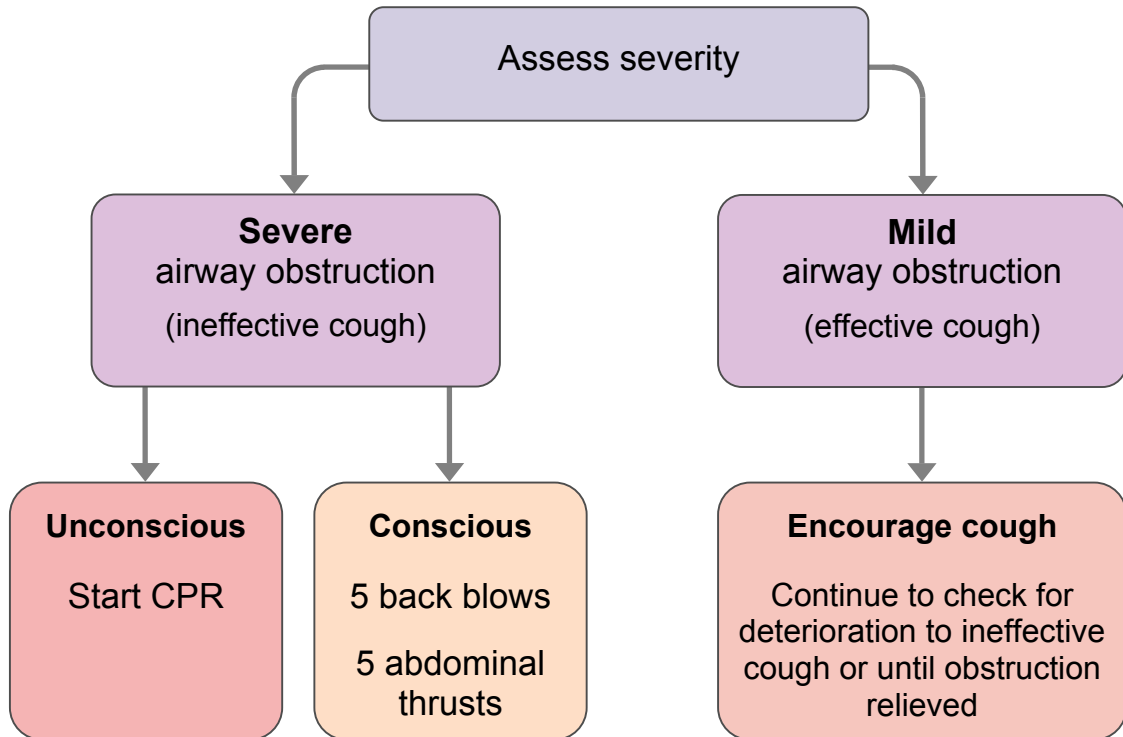 Assess severity
Severe
airway obstruction
(ineffective cough)
Mild
airway obstruction
(effective cough)
Unconscious
Start CPR
Conscious
5 back blows
5 abdominal
thrusts
Encourage cough
Continue to check for
deterioration to ineffective
cough or until obstruction
relieved